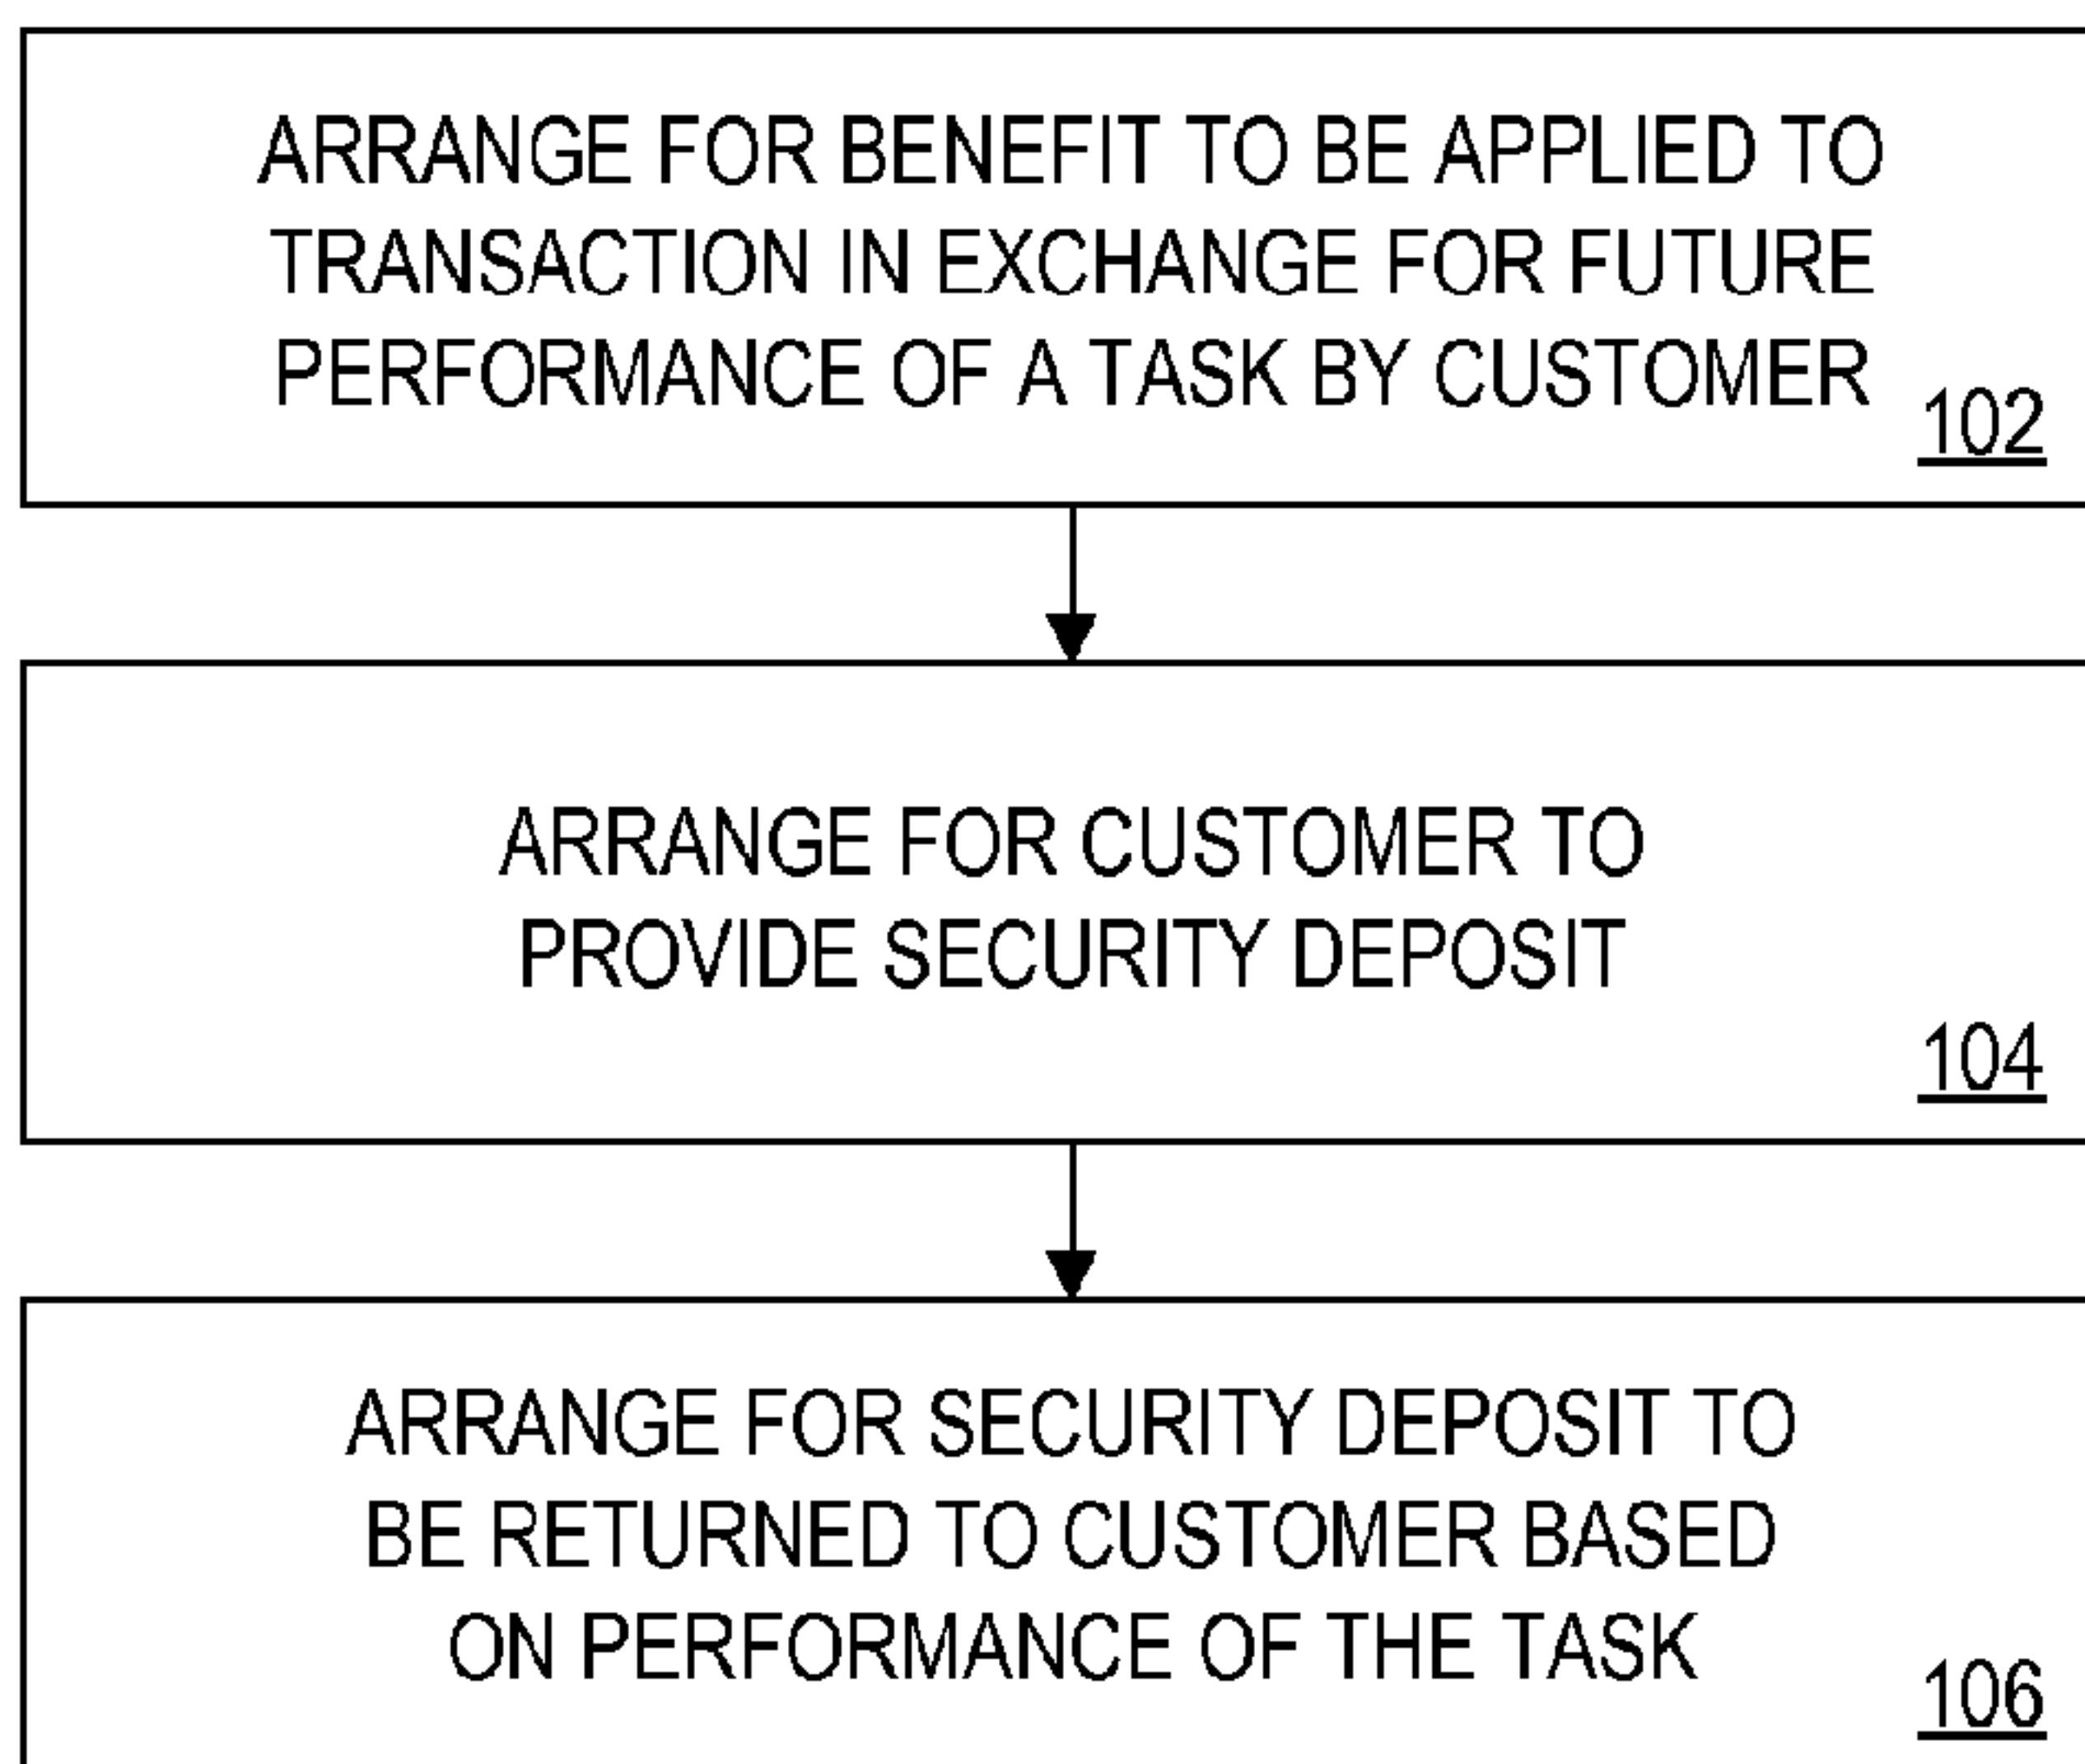 ARRANGE FOR BENEFIT TO BE APPLIED TO
TRANSACTION IN EXCHANGE FOR FUTURE
PERFORMANCE OF A TASK BY CUSTOMER
102
ARRANGE FOR CUSTOMER TO
PROVIDE SECURITY DEPOSIT
104
ARRANGE FOR SECURITY DEPOSIT TO
BE RETURNED TO CUSTOMER BASED
ON PERFORMANCE OF THE TASK
106